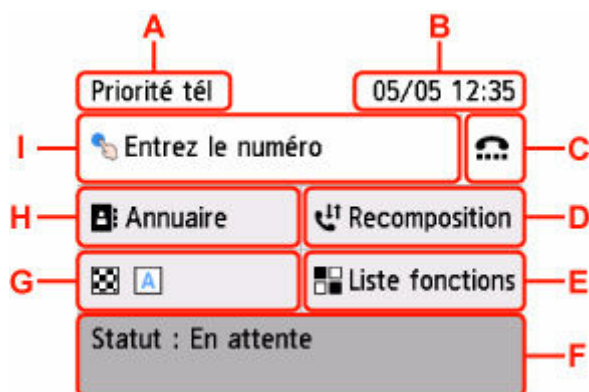 A B
Priorité tél 05/05 12:35
I Entrez le numéro C
H Annuaire Recomposition D
G A Liste fonctions E
Statut : En attente F